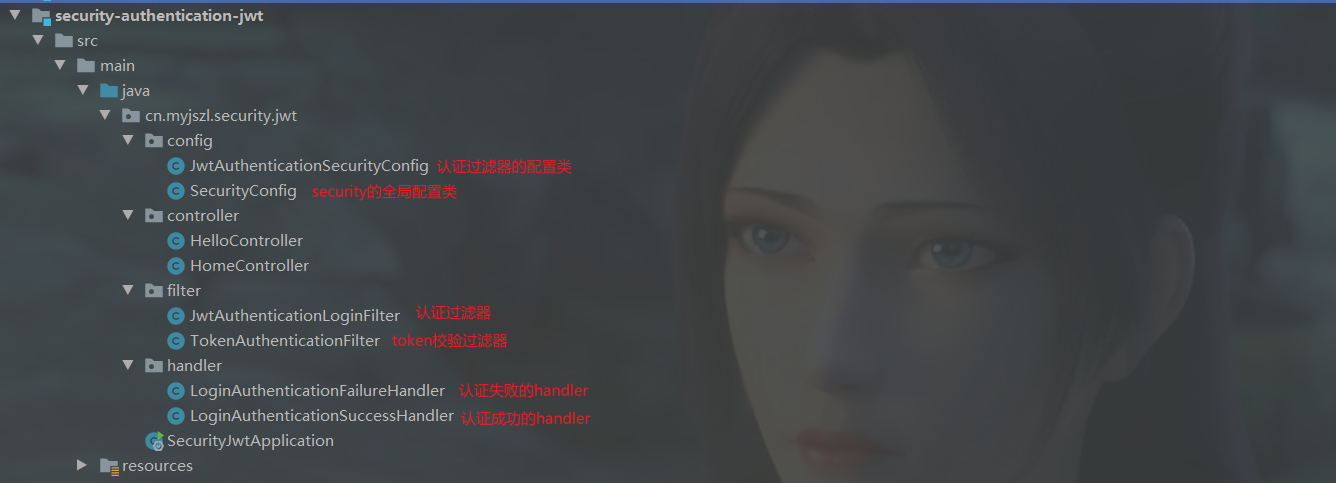 security-authentication-jwt
src
main
java
cn.myjszl.security.jwt
config
JwtAuthenticationSecurityConfig 认证过滤器的配置类
SecurityConfig security的全局配置类
controller
HelloController
HomeController
filter
JwtAuthenticationLoginFilter 认证过滤器
TokenAuthenticationFilter token校验过滤器
handler
LoginAuthenticationFailureHandler 认证失败的handler
LoginAuthenticationSuccessHandler 认证成功的handler
SecurityJwtApplication
resources